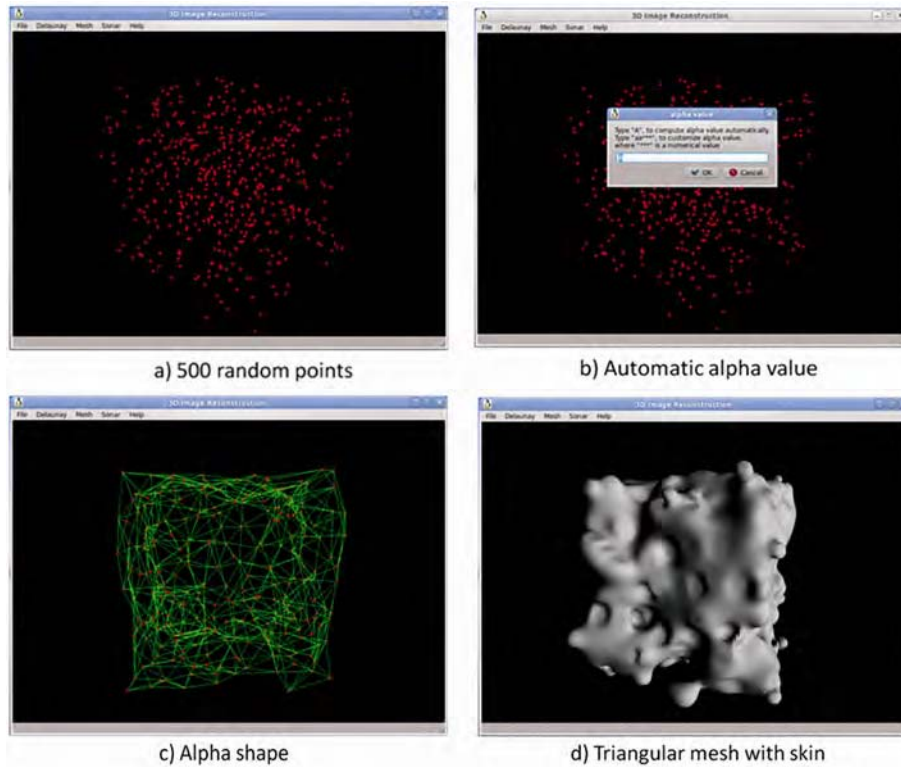 3D Image Reconstruction
File Delaunay Mesh Sonar Help
a) 500 random points
3D Image Reconstruction
File Delaunay Mesh Sonar Help
alpha value
Type "A", to compute alpha value automatically.
to customize alpha value,
is a numerical value
OK Cancel
b) Automatic alpha value
3D Image Reconstruction
File Delaunay Mesh Sonar Help
c) Alpha shape
3D Image Reconstruction
File Delaunay Mesh Sonar Help
d) Triangular mesh with skin